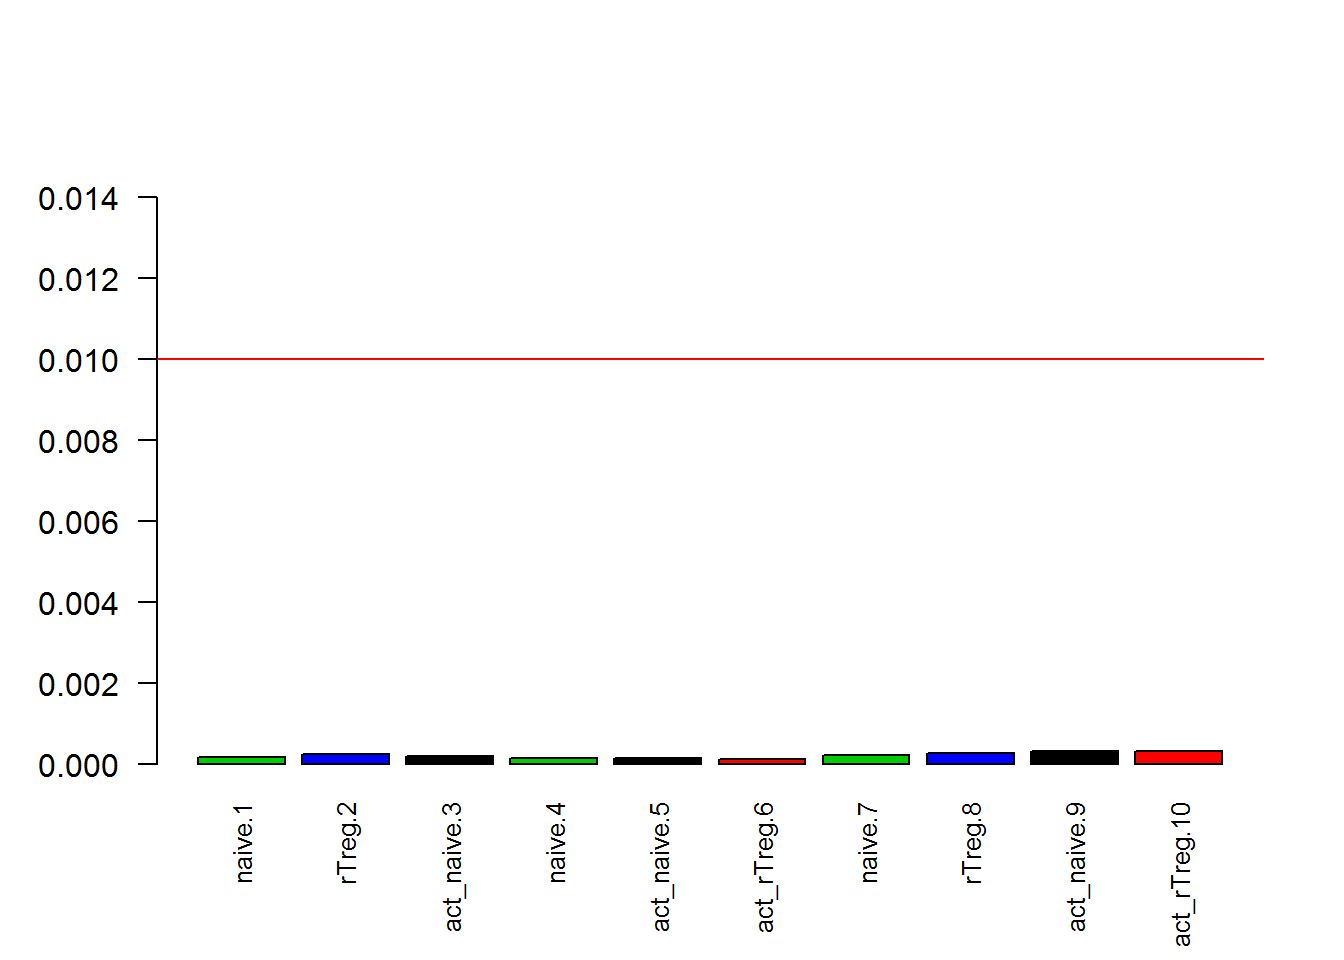 0.014
0.012
0.010
0.008
0.006
0.004
0.002
0.000
naive.1
rTreg.2
act_naive.3
naive.4
act_naive.5
act_rTreg.6
naive.7
rTreg.8
act_naive.9
act_rTreg.10